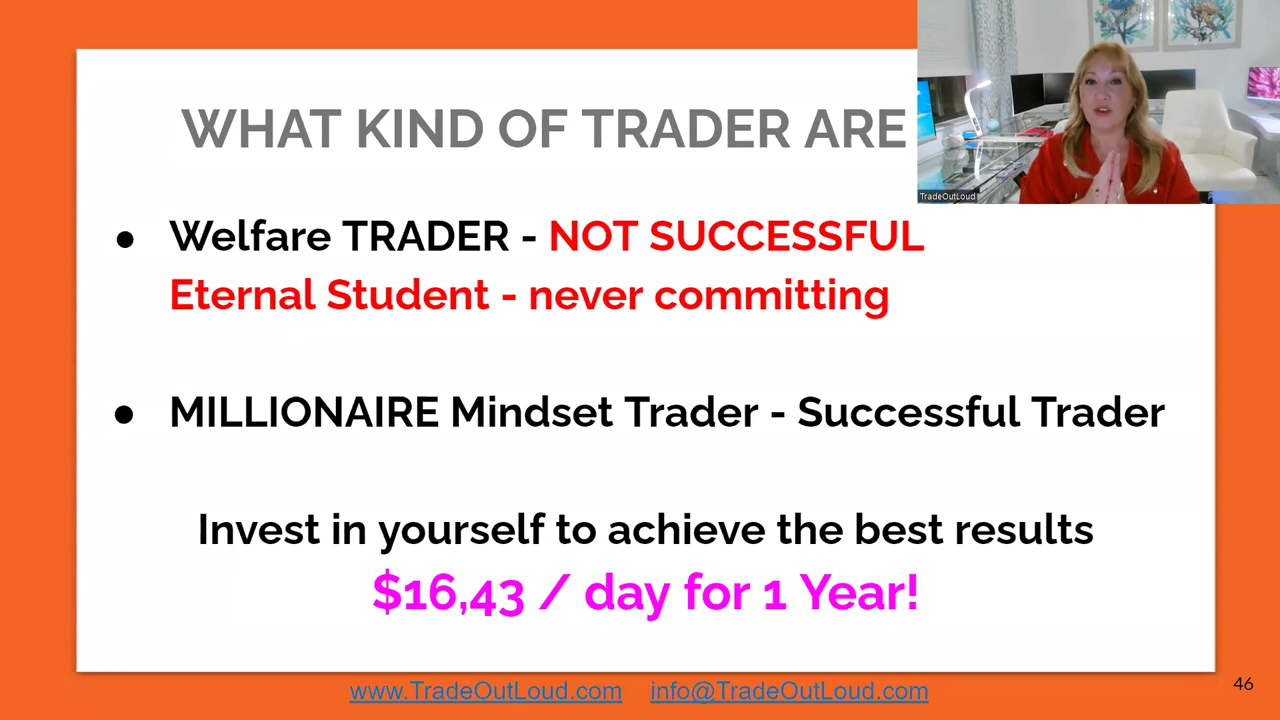 WHAT KIND OF TRADER ARE
TradeOutLoud
● Welfare TRADER - NOT SUCCESSFUL
Eternal Student - never committing
● MILLIONAIRE Mindset Trader - Successful Trader
Invest in yourself to achieve the best results
$16,43 / day for 1 Year!
www.TradeOutLoud.com info@TradeOutLoud.com
46